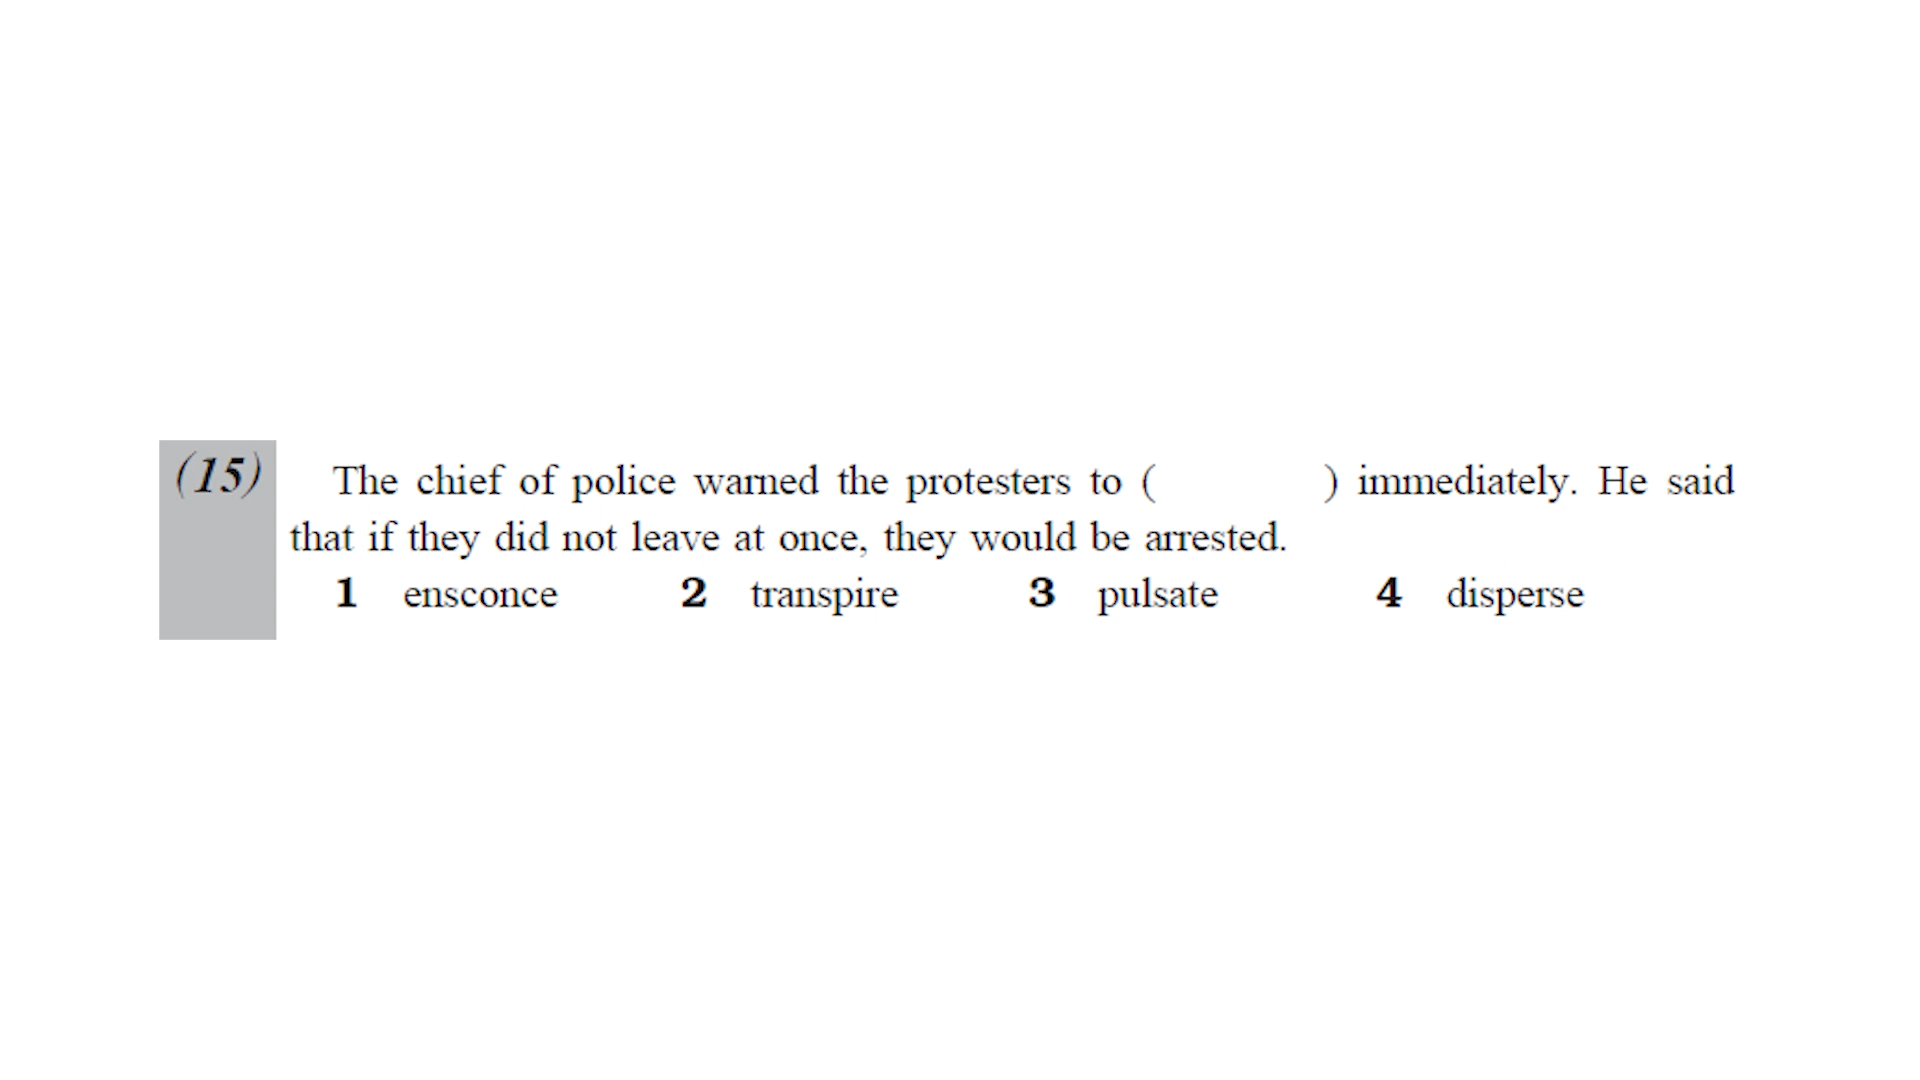 (15) The chief of police warned the protesters to ( ) immediately. He said
that if they did not leave at once, they would be arrested.
1 ensconce 2 transpire 3 pulsate 4 disperse